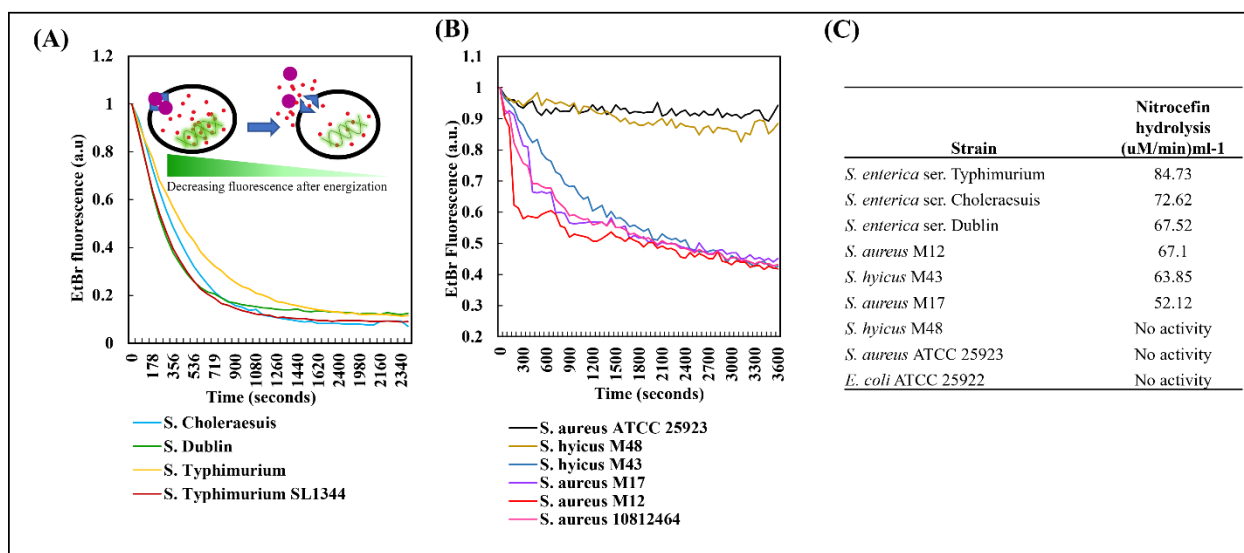 (A)
EtBr fluorescence (a.u)
1.2
1
0.8
0.6
0.4
0.2
0
Decreasing fluorescence after energization
0 178 356 535 719 900 1080 1260 1440 1620 2400 1980 2160 2340
Time (seconds)
S. Choleraesuis
S. Dublin
S. Typhimurium
S. Typhimurium SL1344
(B)
EtBr Fluorescence (a.u.)
1.1
1
0.9
0.8
0.7
0.6
0.5
0.4
0.3
0.2
0 300 600 900 1200 1500 1800 2100 2400 2700 3000 3300 3600
Time (seconds)
S. aureus ATCC 25923
S. hyicus M48
S. hyicus M43
S. aureus M17
S. aureus M12
S. aureus 10812464
(C)
Nitrocefin
hydrolysis
Strain (uM/min)ml-1
S. enterica ser. Typhimurium 84.73
S. enterica ser. Choleraesuis 72.62
S. enterica ser. Dublin 67.52
S. aureus M12 67.1
S. hyicus M43 63.85
S. aureus M17 52.12
S. hyicus M48 No activity
S. aureus ATCC 25923 No activity
E. coli ATCC 25922 No activity